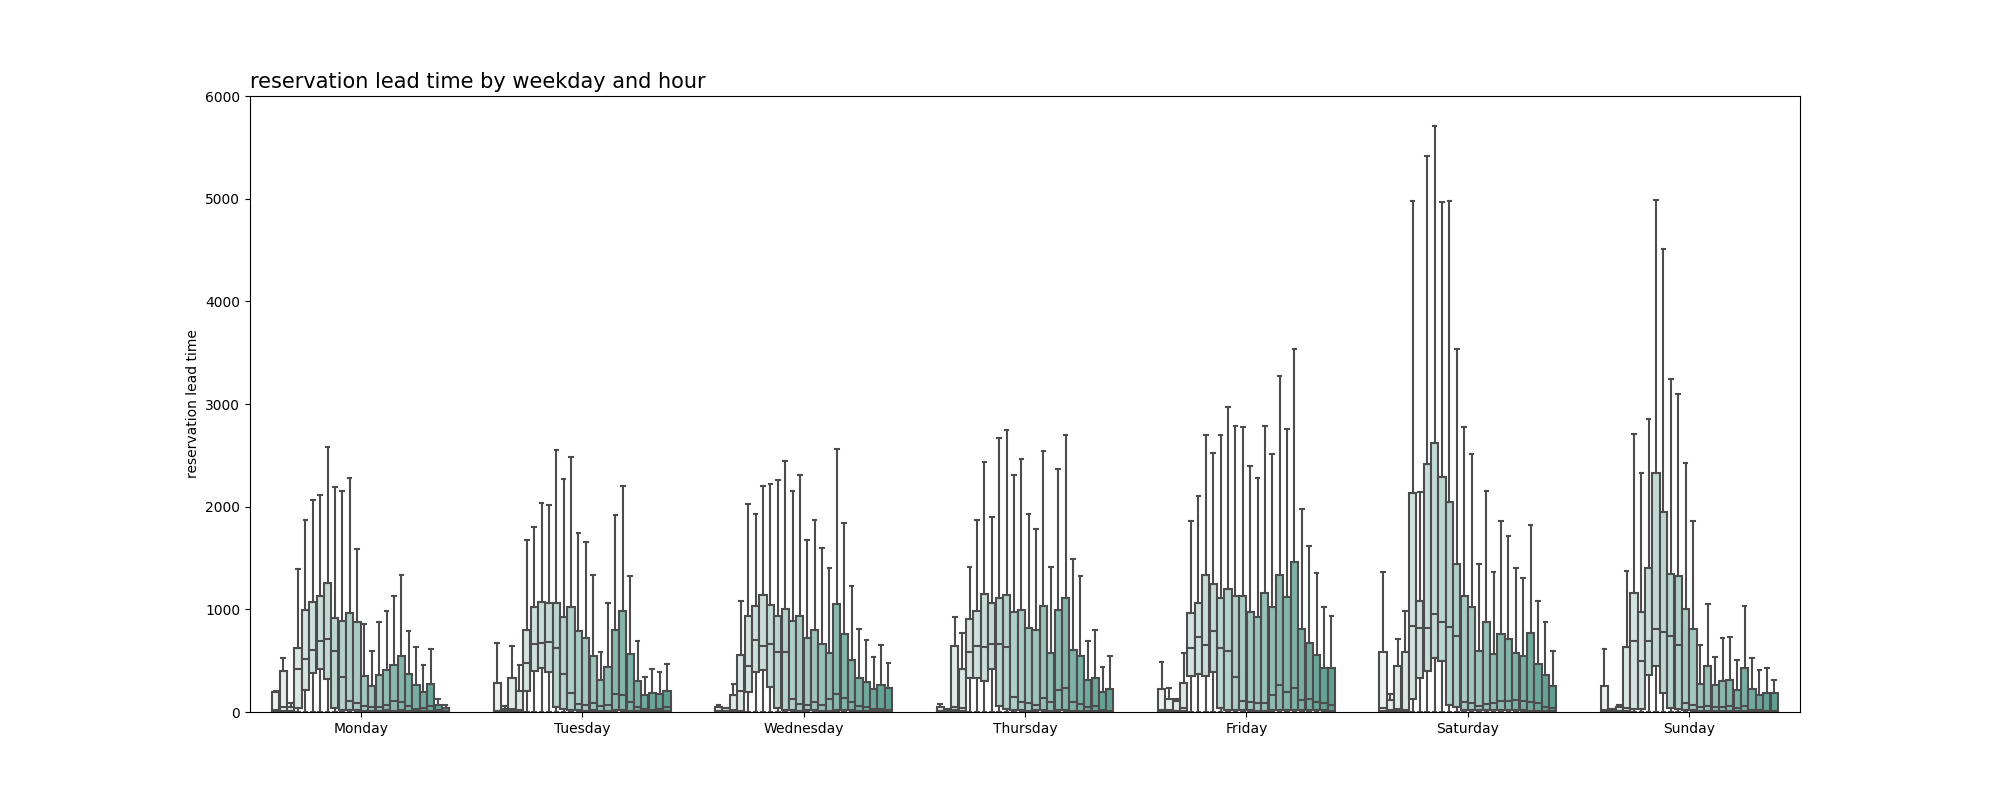 reservation lead time by weekday and hour
6000
5000
4000
3000
2000
1000
0
reservation lead time
Monday Tuesday Wednesday Thursday Friday Saturday Sunday